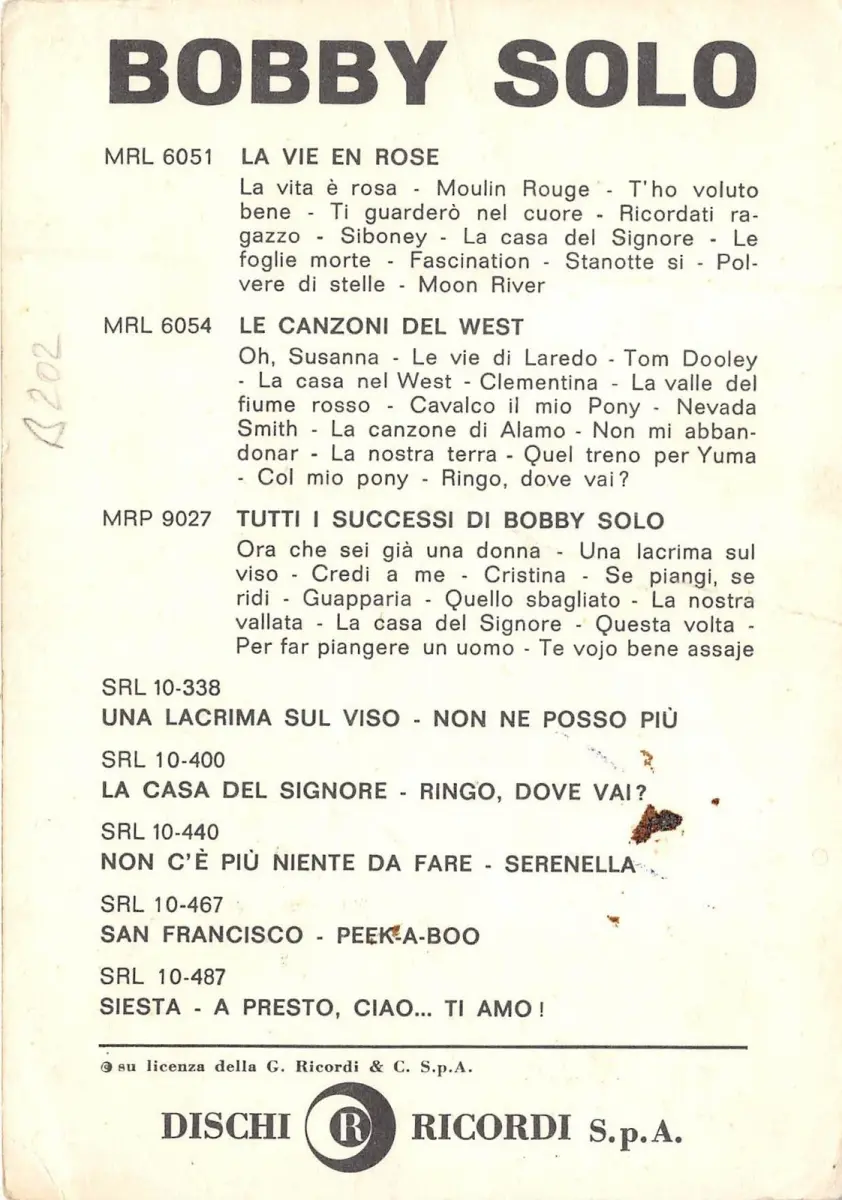 BOBBY SOLO
MRL 6051 LA VIE EN ROSE
La vita è rosa - Moulin Rouge - T'ho voluto
bene - Ti guarderò nel cuore - Ricordati ra-
gazzo - Siboney - La casa del Signore - Le
foglie morte - Fascination - Stanotte si - Pol-
vere di stelle - Moon River
MRL 6054 LE CANZONI DEL WEST
Oh, Susanna - Le vie di Laredo - Tom Dooley
- La casa nel West - Clementina - La valle del
fiume rosso - Cavalco il mio Pony - Nevada
Smith - La canzone di Alamo - Non mi abban-
donar - La nostra terra - Quel treno per Yuma
- Col mio pony - Ringo, dove vai?
B202
MRP 9027 TUTTI I SUCCESSI DI BOBBY SOLO
Ora che sei già una donna - Una lacrima sul
viso - Credi a me - Cristina - Se piangi, se
ridi - Guapparia - Quello sbagliato - La nostra
vallata - La casa del Signore - Questa volta -
Per far piangere un uomo - Te vojo bene assaje
SRL 10-338
UNA LACRIMA SUL VISO - NON NE POSSO PIÙ
SRL 10-400
LA CASA DEL SIGNORE - RINGO, DOVE VAI?
SRL 10-440
NON C'È PIÙ NIENTE DA FARE - SERENELLA
SRL 10-467
SAN FRANCISCO - PEEK-A-BOO
SRL 10-487
SIESTA - A PRESTO, CIAO... TI AMO!
su licenza della G. Ricordi & C. S.p.A.
DISCHI R RICORDI S.p.A.